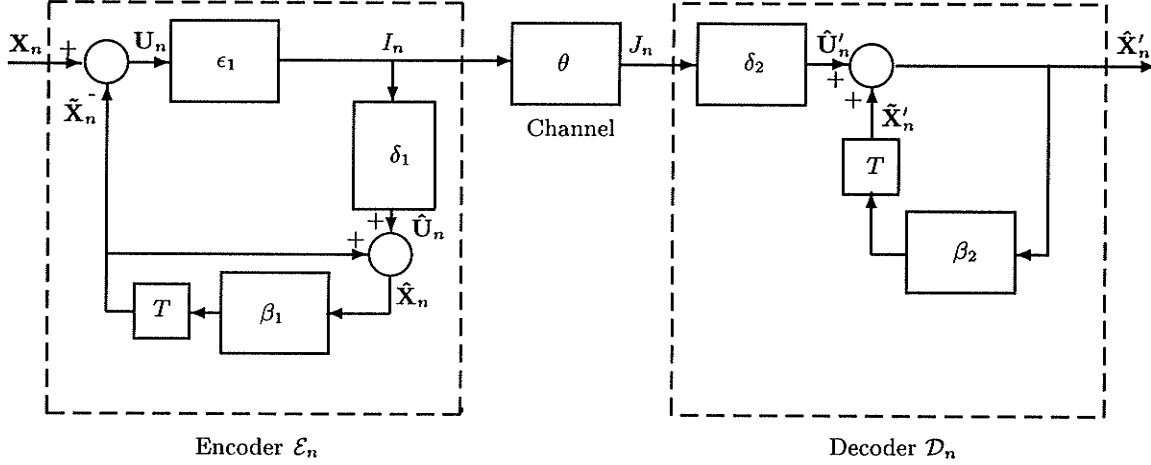 X_n + U_n ε_1 I_n θ J_n δ_2 Û′_n X̂′_n
-
X̃_n
+ +
Channel
X̃′_n
δ_1
T
+ Û_n
+
β_2
X̂_n
T β_1
Encoder ℰ_n Decoder 𝒟_n